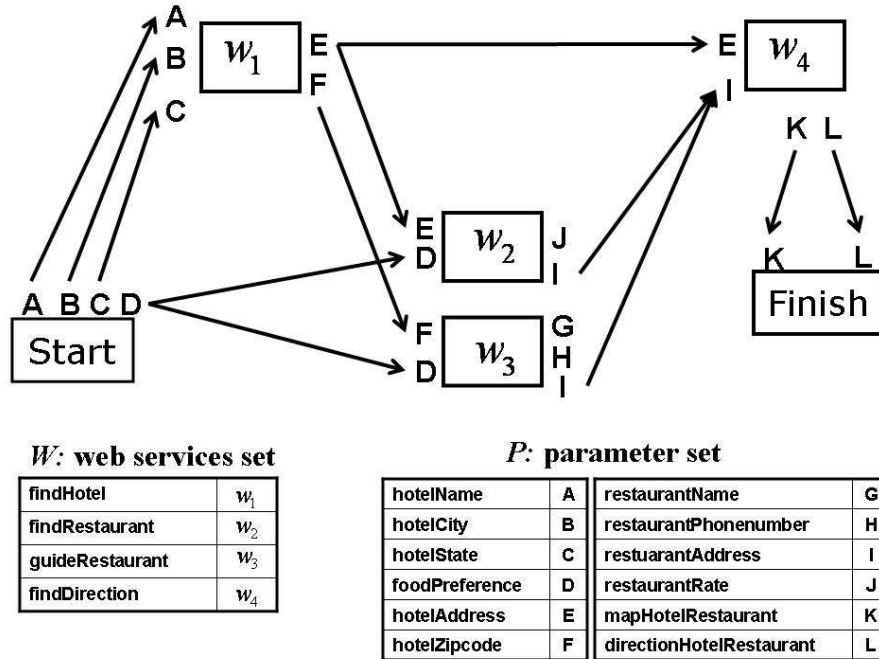 A
B
C
w1
E
F
E
I
w4
K L
E
D
w2
J
I
K L
A B C D
Start
F
D
w3
G
H
I
Finish
W: web services set
findHotel w1
findRestaurant w2
guideRestaurant w3
findDirection w4
P: parameter set
hotelName A restaurantName G
hotelCity B restaurantPhonenumber H
hotelState C restuarantAddress I
foodPreference D restaurantRate J
hotelAddress E mapHotelRestaurant K
hotelZipcode F directionHotelRestaurant L